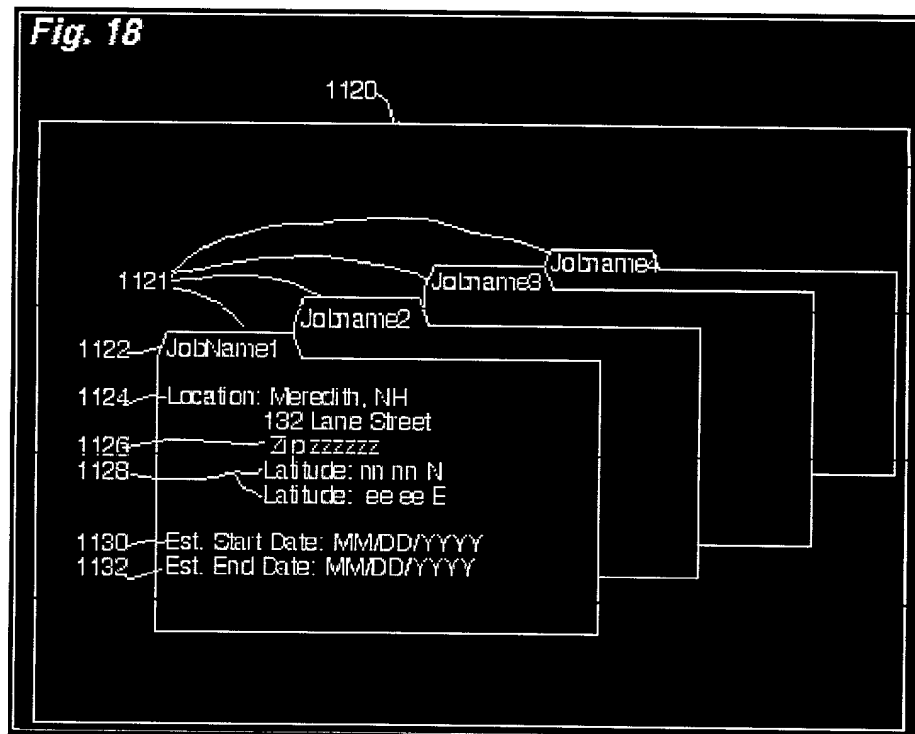 Fig. 18
1120
Jobname4
1121
Jobname3
Jobname2
1122 JobName1
1124 Location: Meredith, NH
132 Lane Street
1126 Zip zzzzzz
1128 Latitude: nn nn N
Latitude: ee ee E
1130 Est. Start Date: MM/DD/YYYY
1132 Est. End Date: MM/DD/YYYY